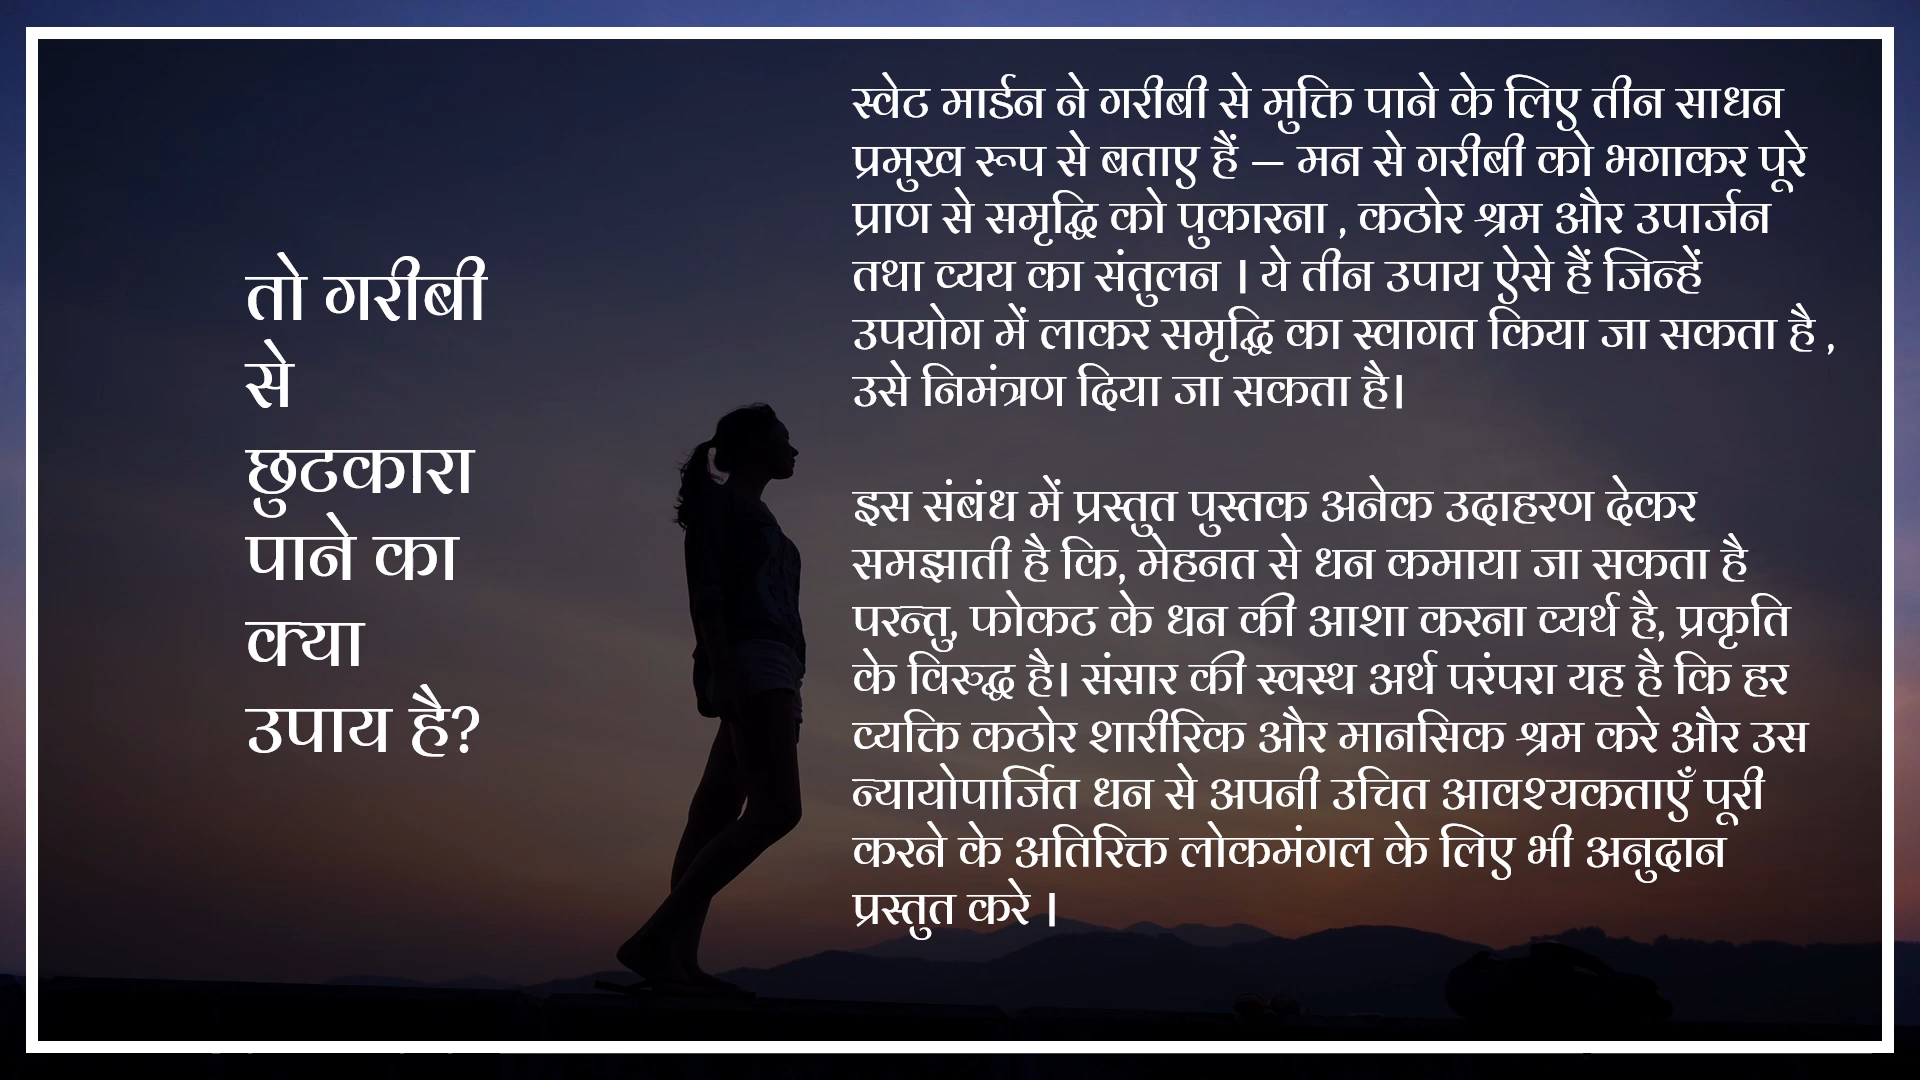 तो गरीबी
से
छुटकारा
पाने का
क्या
उपाय है?
स्वेट मार्डन ने गरीबी से मुक्ति पाने के लिए तीन साधन
प्रमुख रूप से बताए हैं – मन से गरीबी को भगाकर पूरे
प्राण से समृद्धि को पुकारना , कठोर श्रम और उपार्जन
तथा व्यय का संतुलन । ये तीन उपाय ऐसे हैं जिन्हें
उपयोग में लाकर समृद्धि का स्वागत किया जा सकता है ,
उसे निमंत्रण दिया जा सकता है।
इस संबंध में प्रस्तुत पुस्तक अनेक उदाहरण देकर
समझाती है कि, मेहनत से धन कमाया जा सकता है
परन्तु, फोकट के धन की आशा करना व्यर्थ है, प्रकृति
के विरुद्ध है। संसार की स्वस्थ अर्थ परंपरा यह है कि हर
व्यक्ति कठोर शारीरिक और मानसिक श्रम करे और उस
न्यायोपार्जित धन से अपनी उचित आवश्यकताएँ पूरी
करने के अतिरिक्त लोकमंगल के लिए भी अनुदान
प्रस्तुत करे ।